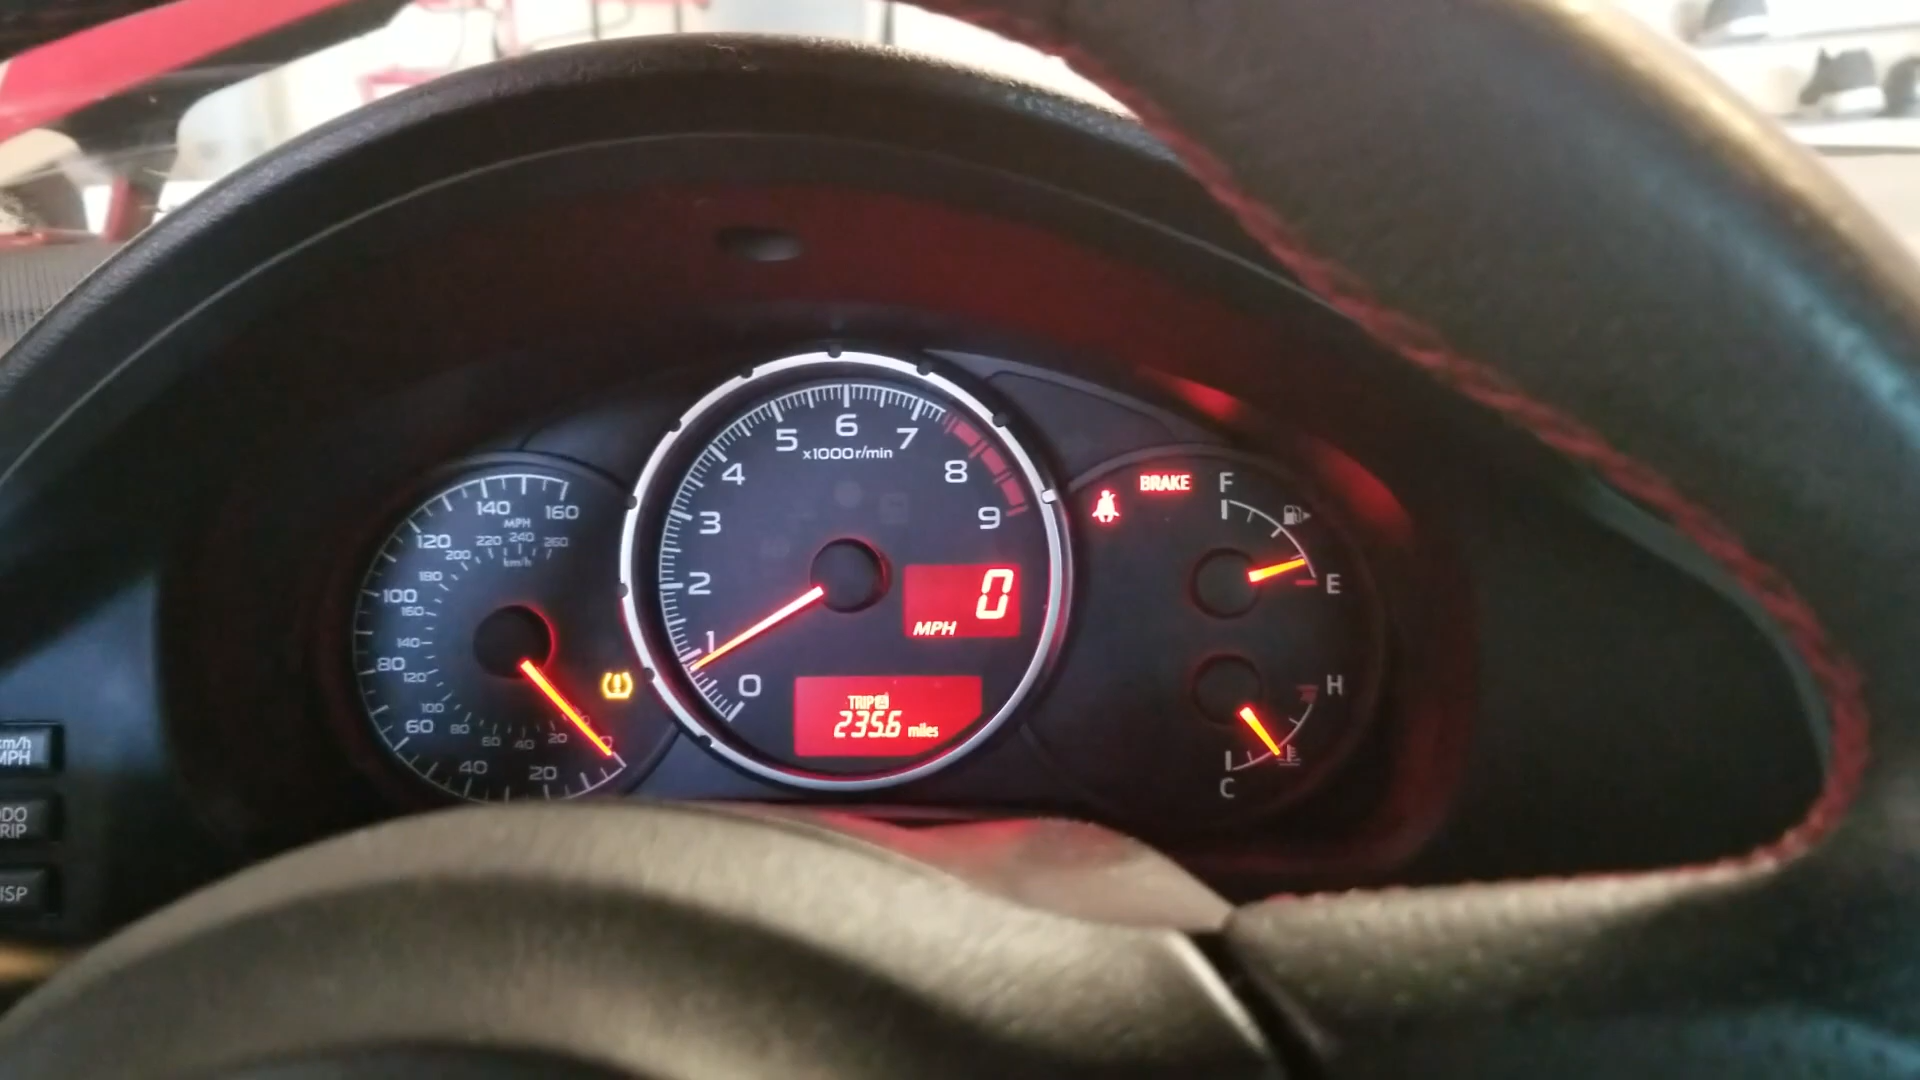 140
160
MPH
120
220
240
260
200
km/h
180
100
160
140
80
120
100
60
80
60
40
20
40
20
5
6
7
x1000r/min
4
8
3
9
2
1
0
0
MPH
TRIP A
235.6 miles
BRAKE
F
E
H
C
km/h
MPH
ODO
TRIP
DISP